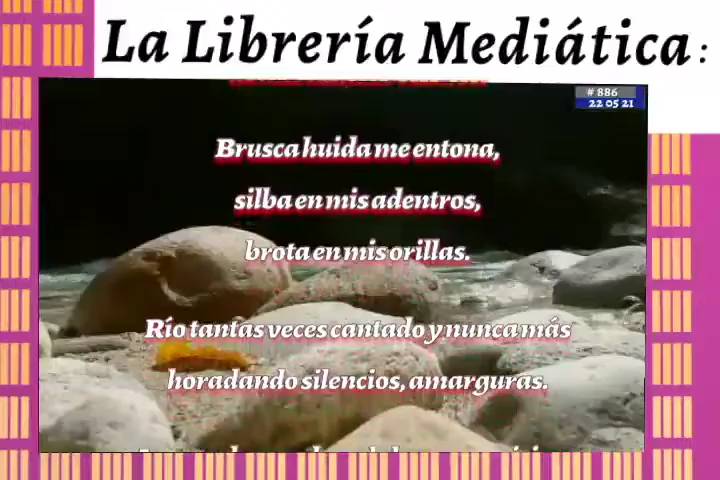 La Librería Mediática:
# 886
22 05 21
Brusca huida me entona,
silba en mis adentros,
brota en mis orillas.
Río tantas veces cantado y nunca más
horadando silencios, amarguras.